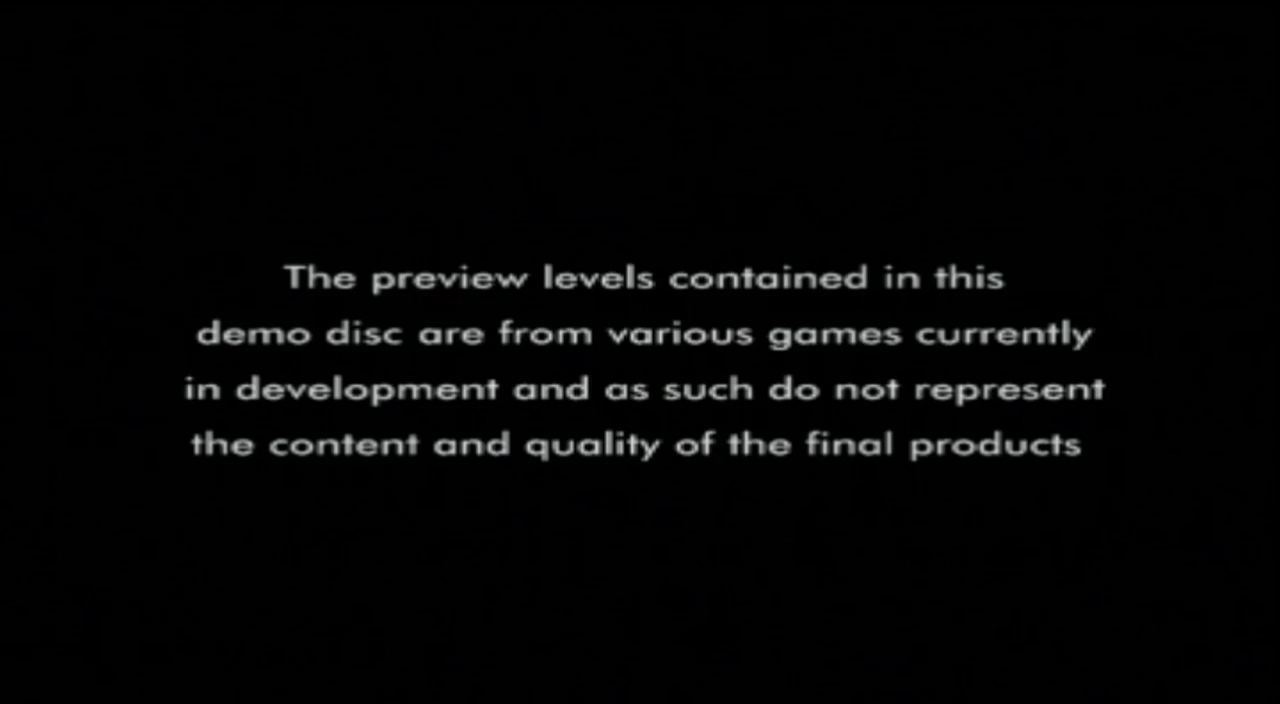 The preview levels contained in this
demo disc are from various games currently
in development and as such do not represent
the content and quality of the final products